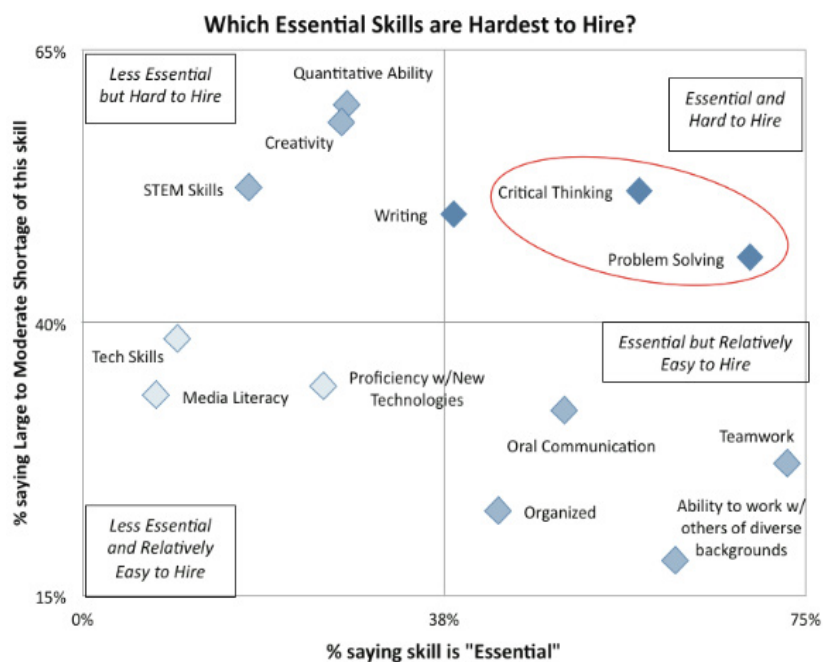 Which Essential Skills are Hardest to Hire?
65%
Less Essential
but Hard to Hire
Quantitative Ability
Creativity
STEM Skills
Essential and
Hard to Hire
Critical Thinking
Writing
Problem Solving
% saying Large to Moderate Shortage of this skill
40%
Tech Skills
Media Literacy
Proficiency w/New
Technologies
Essential but Relatively
Easy to Hire
Oral Communication
Teamwork
Organized
Ability to work w/
others of diverse
backgrounds
Less Essential
and Relatively
Easy to Hire
15%
0%
38%
75%
% saying skill is "Essential"